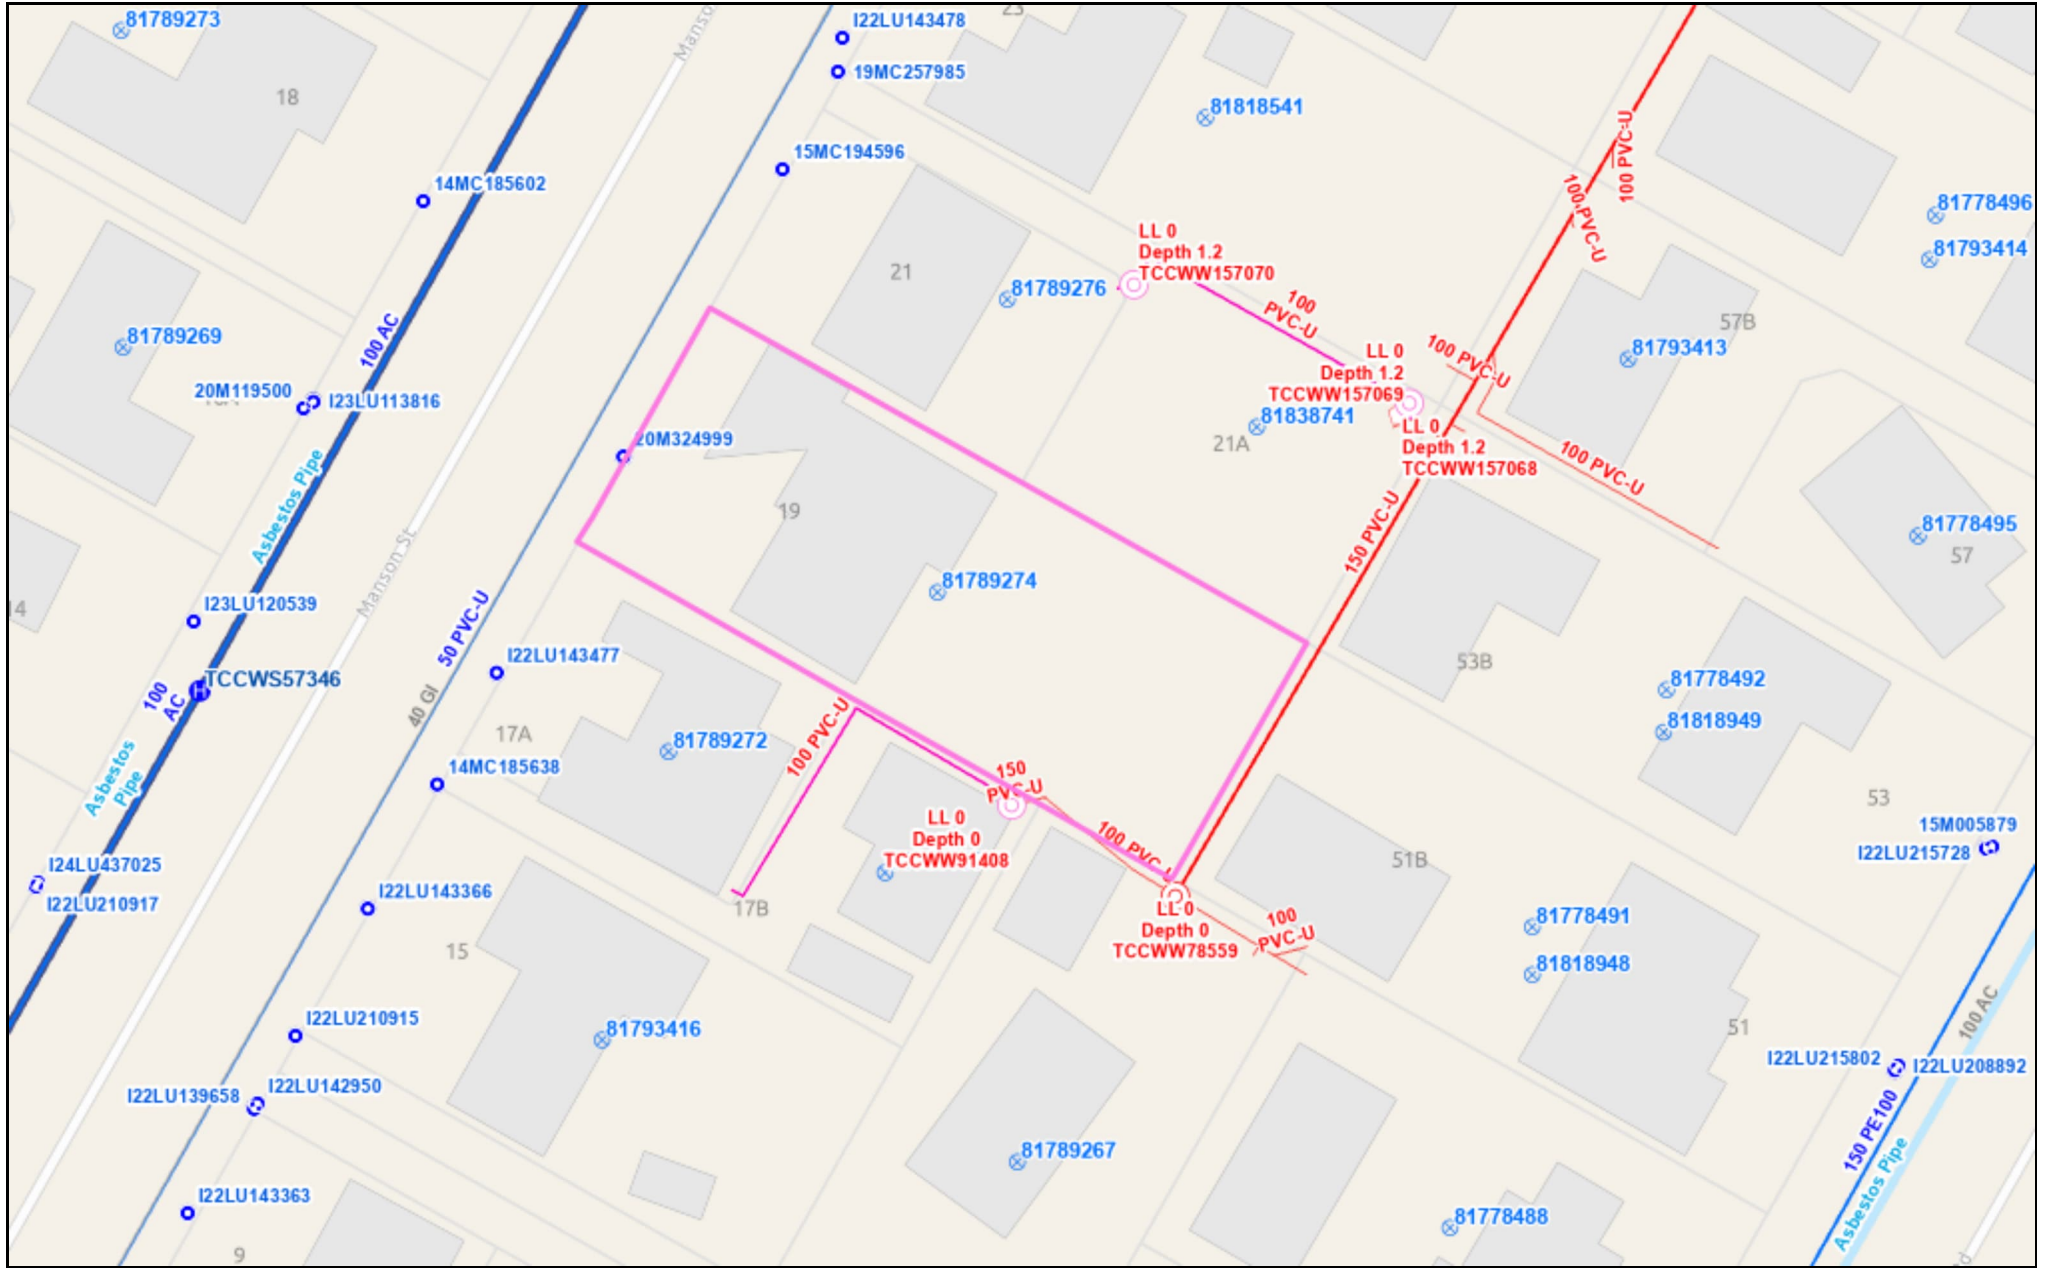 81789273
I22LU143478
23
Manso
19MC257985
18
81818541
15MC194596
14MC185602
100 PVC-U
100 PVC-U
81778496
81793414
LL 0
Depth 1.2
TCCWW157070
21
81789276
100
PVC-U
57B
81793413
81789269
100 AC
100 PVC-U
LL 0
Depth 1.2
TCCWW157069
20M119500
I23LU113816
81838741
21A
LL 0
Depth 1.2
TCCWW157068
20M324999
100 PVC-U
Asbestos Pipe
19
150 PVC-U
81778495
57
Manson St
81789274
14
I23LU120539
50 PVC-U
I22LU143477
53B
TCCWS57346
100
AC
40 GI
81778492
81818949
17A
81789272
100 PVC-U
14MC185638
150
PVC-U
Asbestos
Pipe
53
LL 0
Depth 0
TCCWW91408
100 PVC-U
15M005879
I22LU215728
51B
I24LU437025
I22LU210917
I22LU143366
17B
LL 0
Depth 0
TCCWW78559
100
PVC-U
81778491
15
81818948
100 AC
I22LU210915
81793416
51
I22LU215802
I22LU208892
I22LU142950
I22LU139658
81789267
150 PE100
Asbestos Pipe
I22LU143363
81778488
9